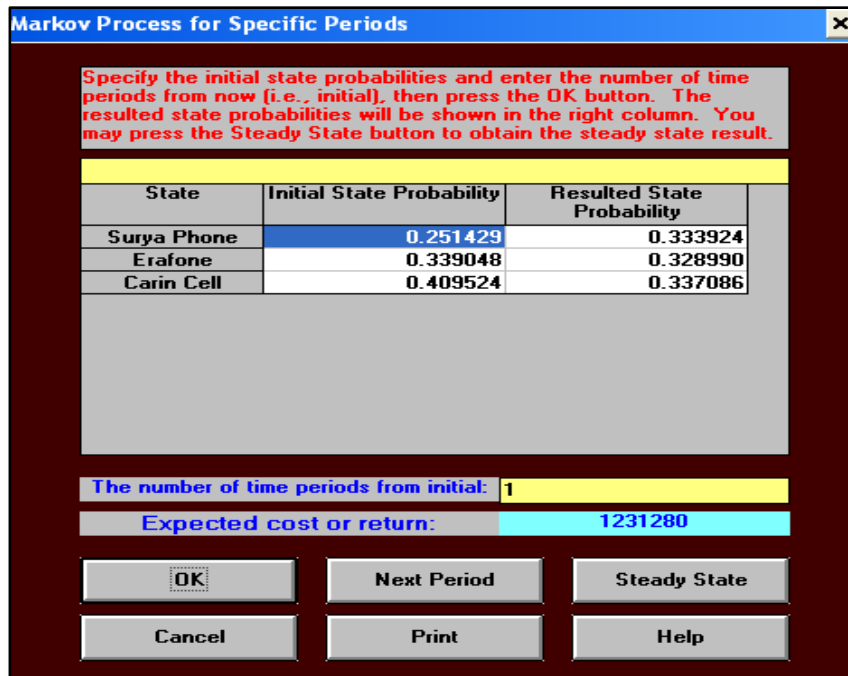 Markov Process for Specific Periods
Specify the initial state probabilities and enter the number of time
periods from now (i.e., initial), then press the OK button. The
resulted state probabilities will be shown in the right column. You
may press the Steady State button to obtain the steady state result.
State Initial State Probability Resulted State
Probability
Surya Phone 0.251429 0.333924
Erafone 0.339048 0.328990
Carin Cell 0.409524 0.337086
The number of time periods from initial: 1
Expected cost or return: 1231280
OK Next Period Steady State
Cancel Print Help